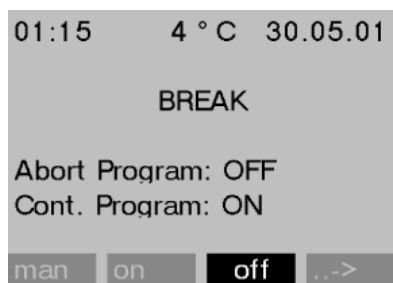 01:15 4 °C 30.05.01
BREAK
Abort Program: OFF
Cont. Program: ON
man on off ..->